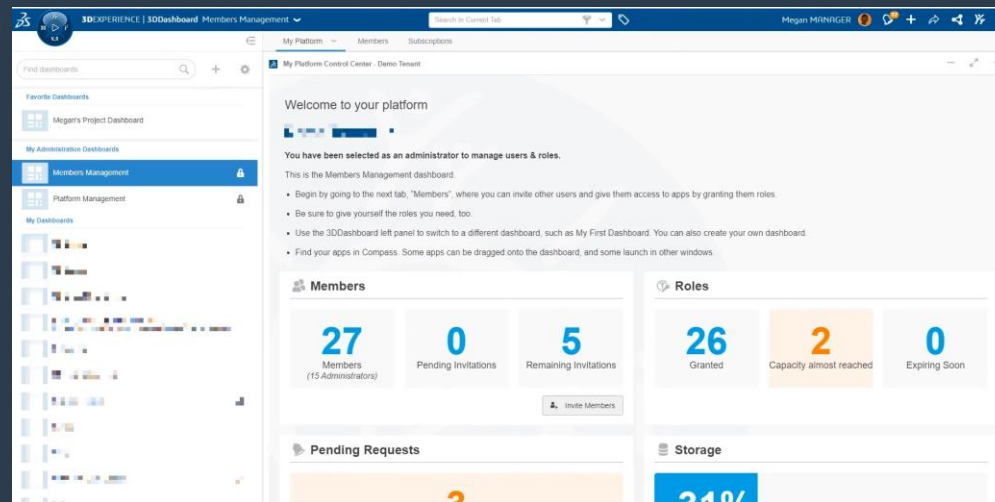 3DEXPERIENCE | 3DDashboard Members Management
Search In Current Tab
Megan MANAGER
My Platform
Members
Subscriptions
Find dashboards
My Platform Control Center - Demo Tenant
Favorite Dashboards
Megan's Project Dashboard
My Administration Dashboards
Members Management
Platform Management
My Dashboards
Welcome to your platform
You have been selected as an administrator to manage users & roles.
This is the Members Management dashboard.
• Begin by going to the next tab, "Members", where you can invite other users and give them access to apps by granting them roles.
• Be sure to give yourself the roles you need, too.
• Use the 3DDashboard left panel to switch to a different dashboard, such as My First Dashboard. You can also create your own dashboard.
• Find your apps in Compass. Some apps can be dragged onto the dashboard, and some launch in other windows.
Members
27
Members
(15 Administrators)
0
Pending Invitations
5
Remaining Invitations
Invite Members
Roles
26
Granted
2
Capacity almost reached
0
Expiring Soon
Pending Requests
3
Storage
31%